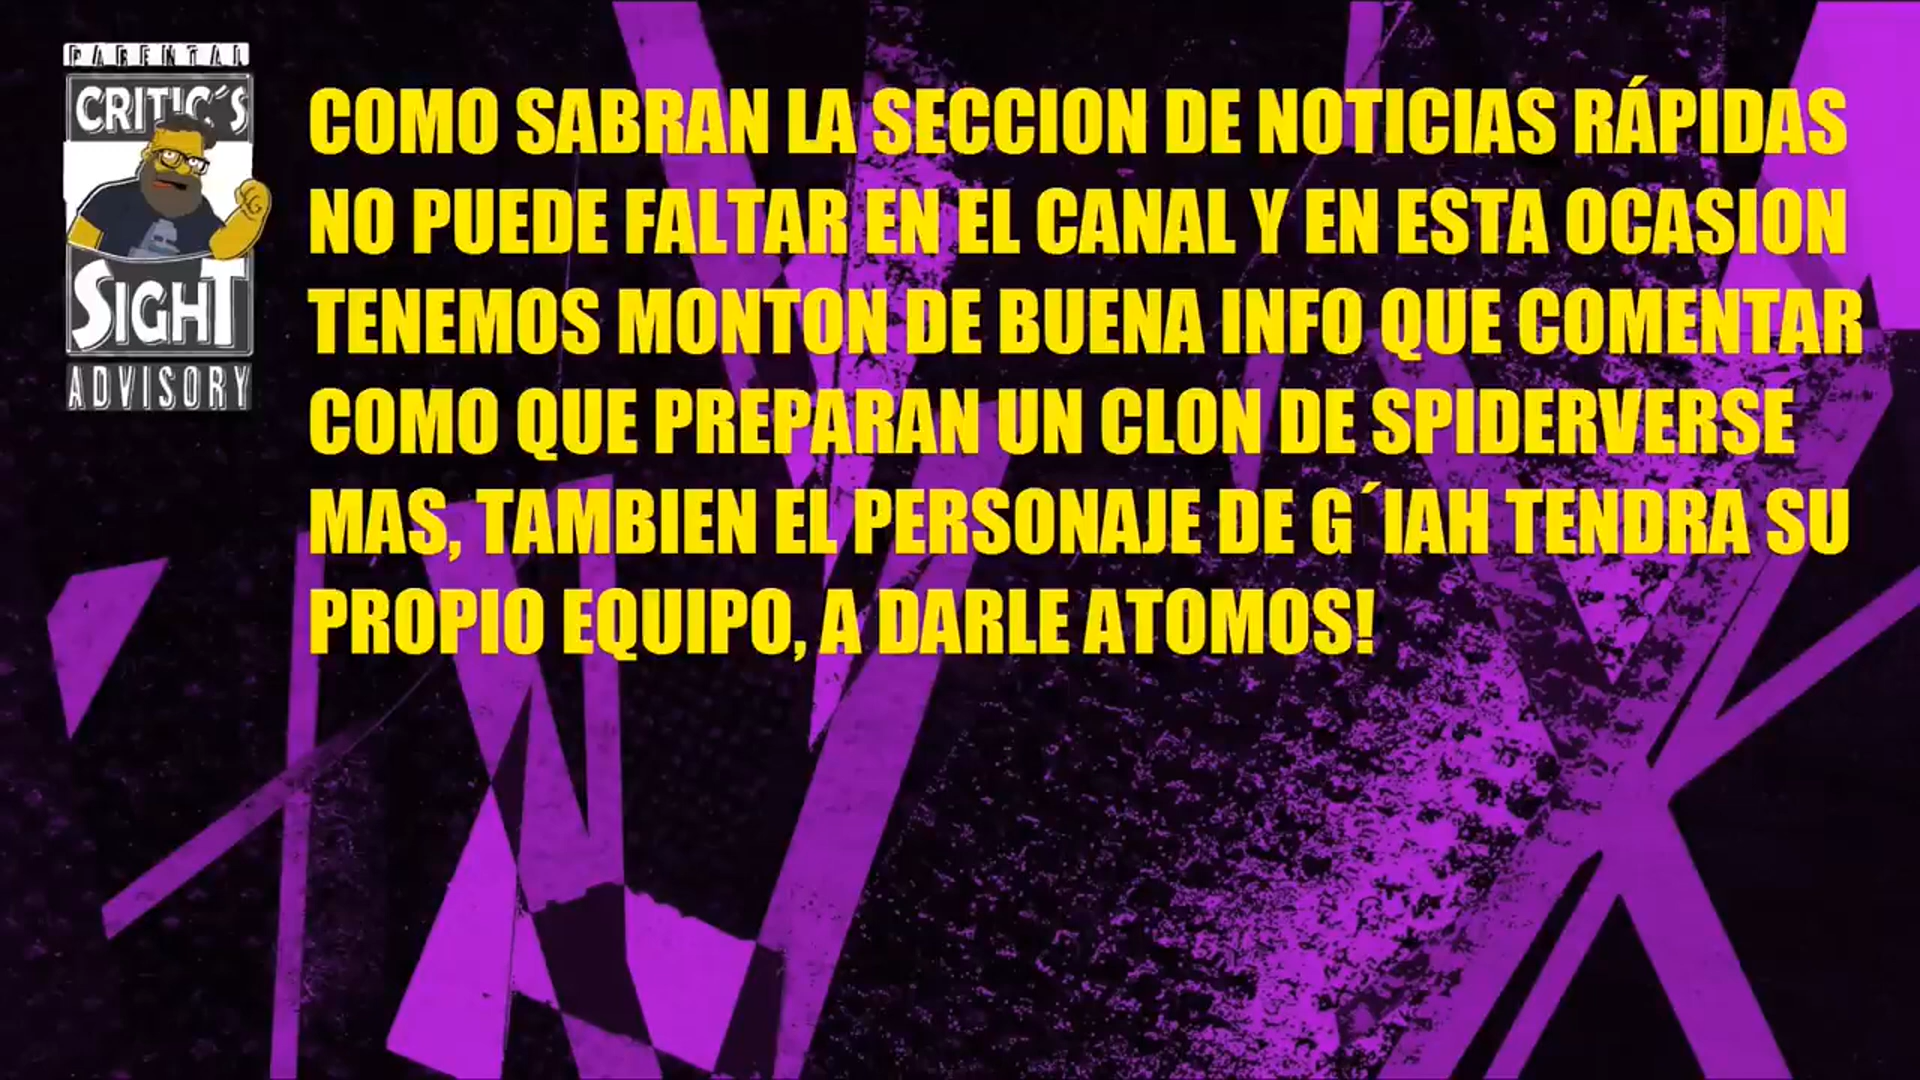 PARENTAL
CRITIC´S
SIGHT
ADVISORY
COMO SABRAN LA SECCION DE NOTICIAS RÁPIDAS
NO PUEDE FALTAR EN EL CANAL Y EN ESTA OCASION
TENEMOS MONTON DE BUENA INFO QUE COMENTAR
COMO QUE PREPARAN UN CLON DE SPIDERVERSE
MAS, TAMBIEN EL PERSONAJE DE G´IAH TENDRA SU
PROPIO EQUIPO, A DARLE ATOMOS!